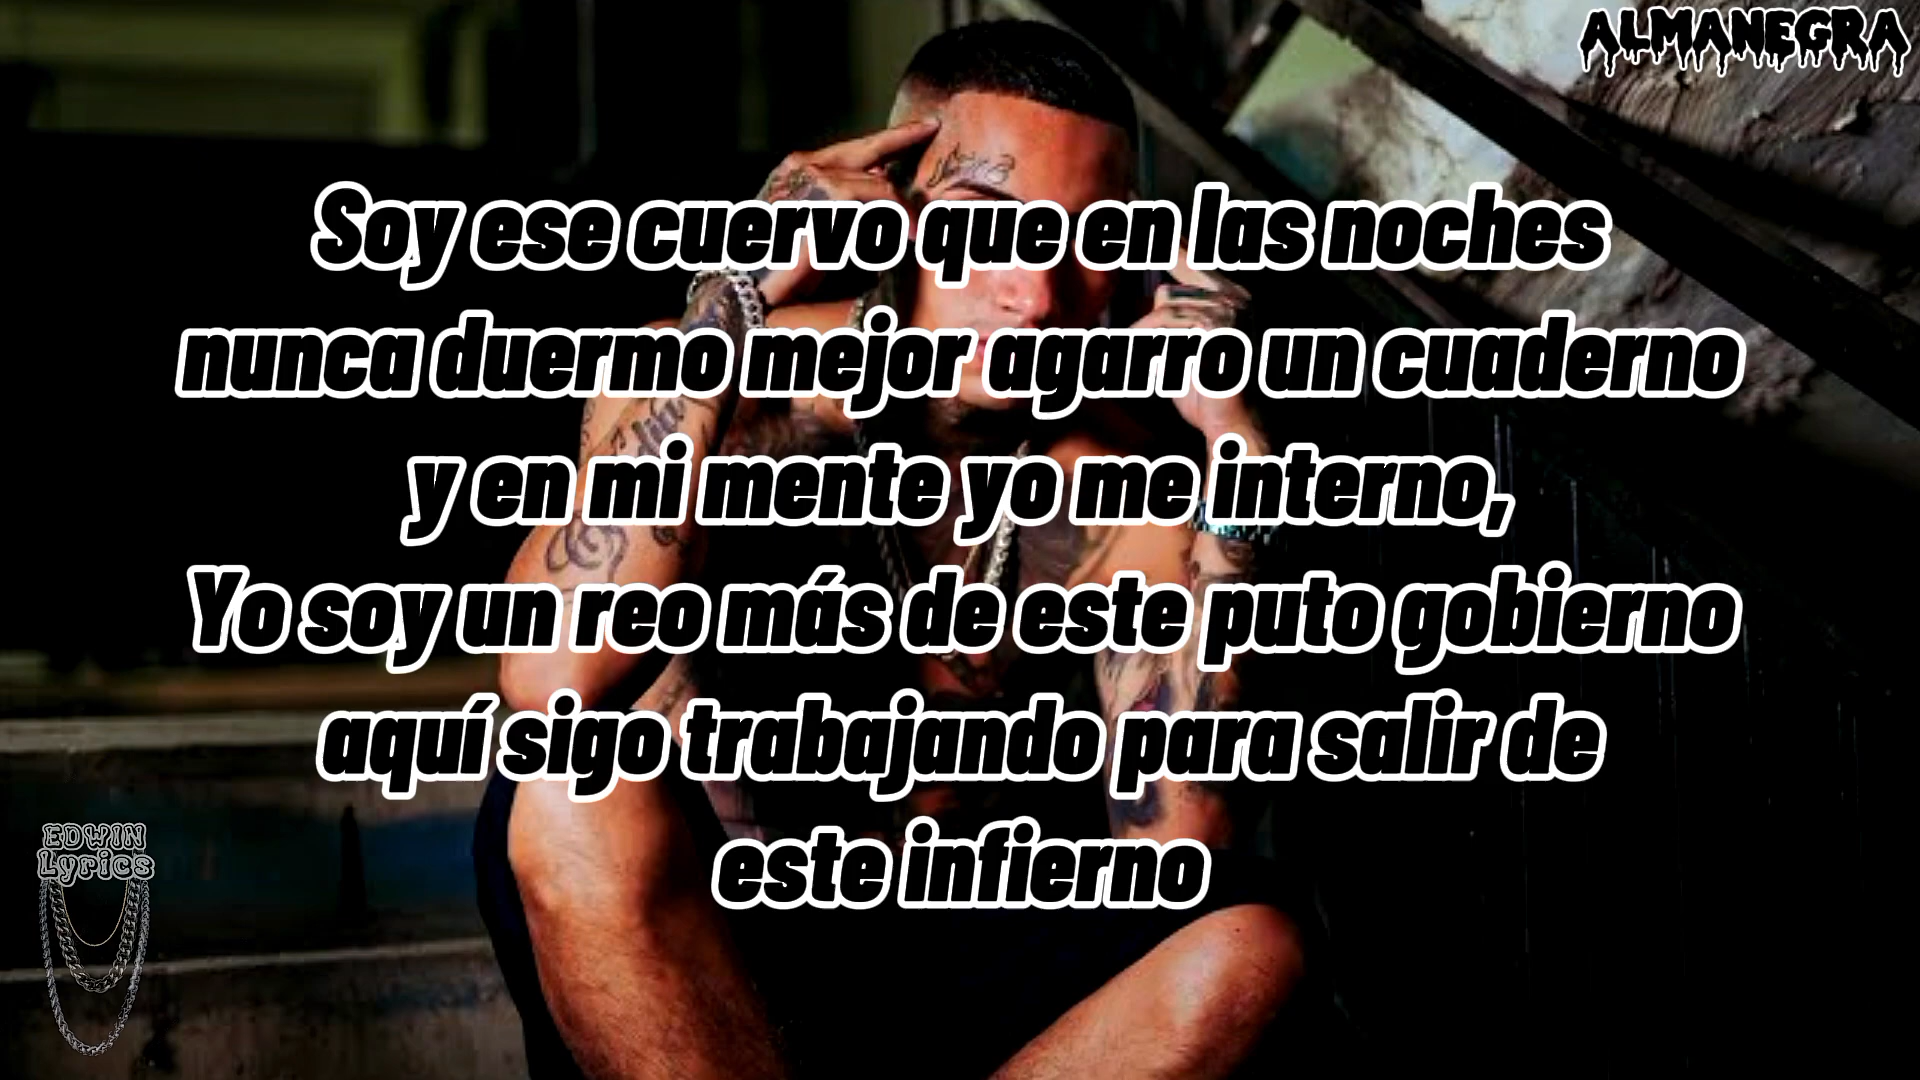 ALMANEGRA
Soy ese cuervo que en las noches
nunca duermo mejor agarro un cuaderno
y en mi mente yo me interno,
Yo soy un reo más de este puto gobierno
aquí sigo trabajando para salir de
este infierno
EDWIN
Lyrics